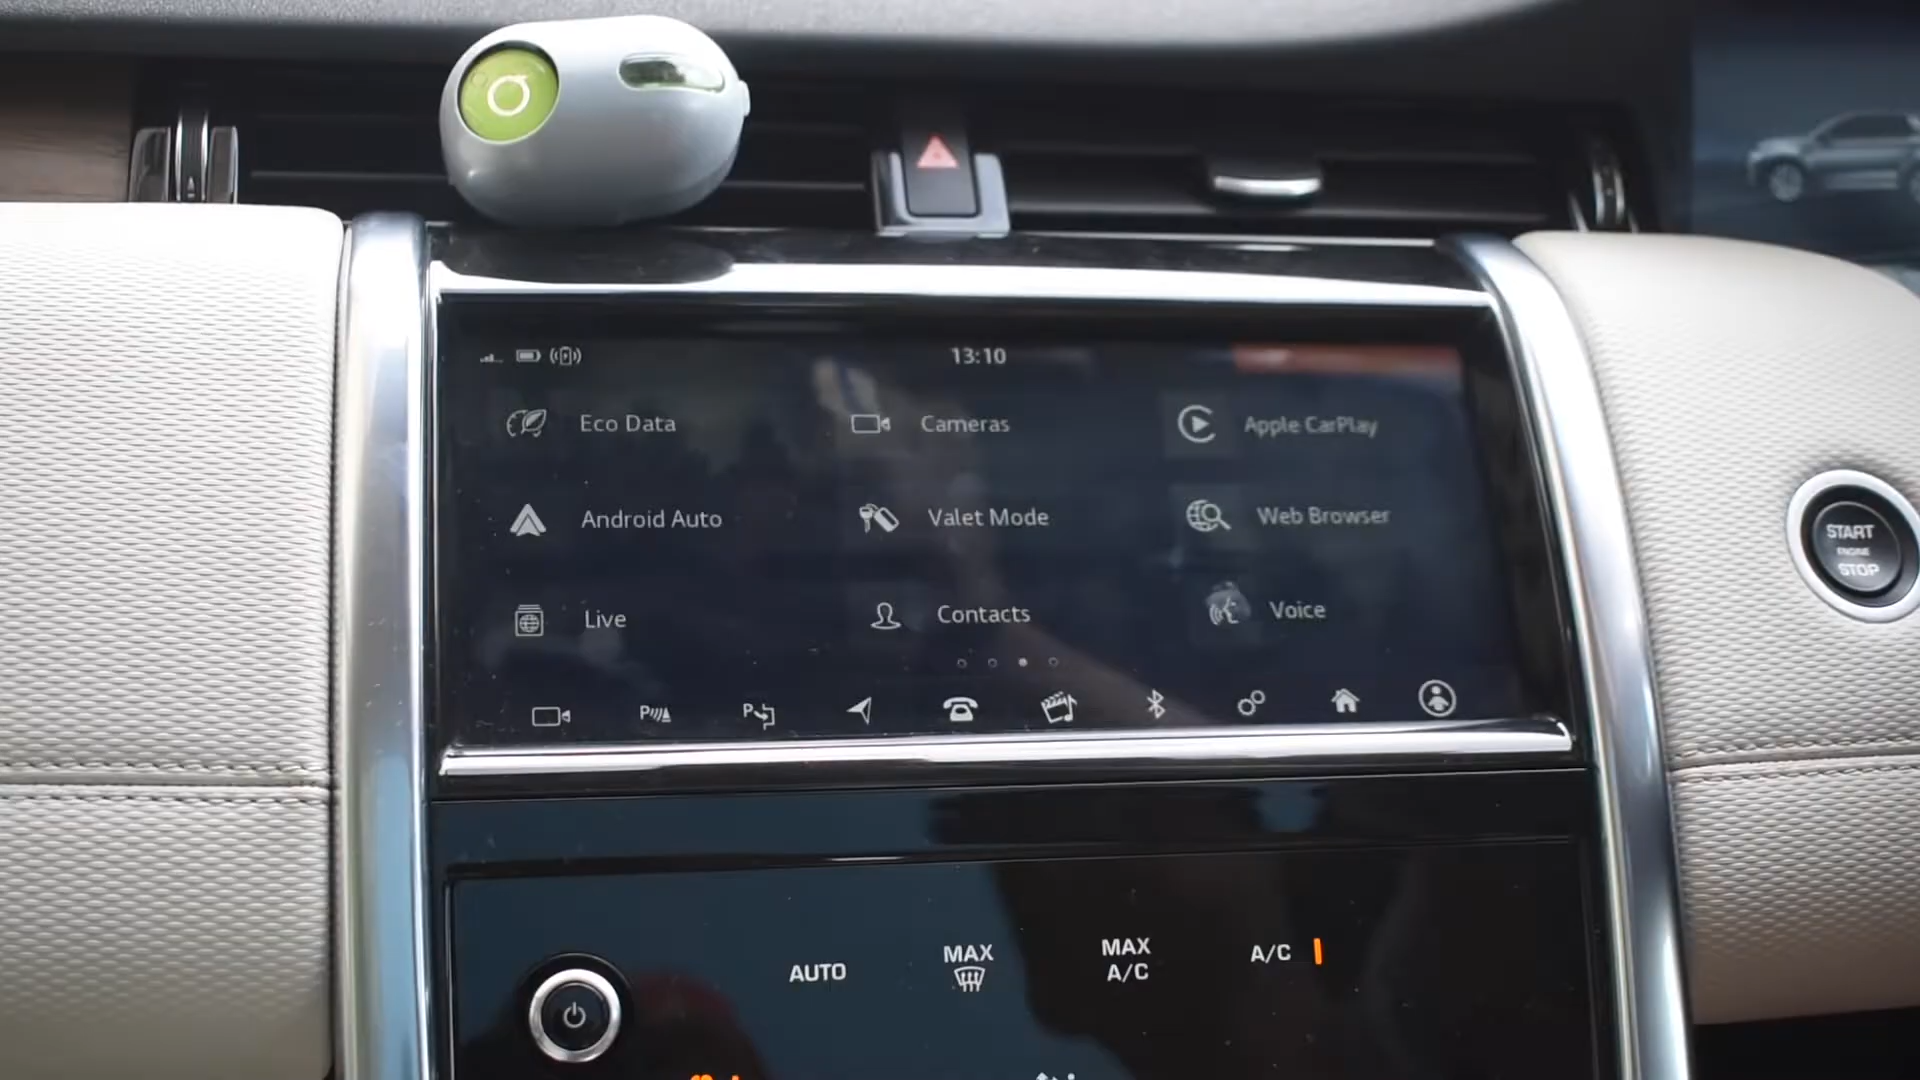 13:10
Eco Data
Cameras
Apple CarPlay
Android Auto
Valet Mode
Web Browser
Live
Contacts
Voice
P
P
START
ENGINE
STOP
AUTO
MAX
MAX
A/C
A/C